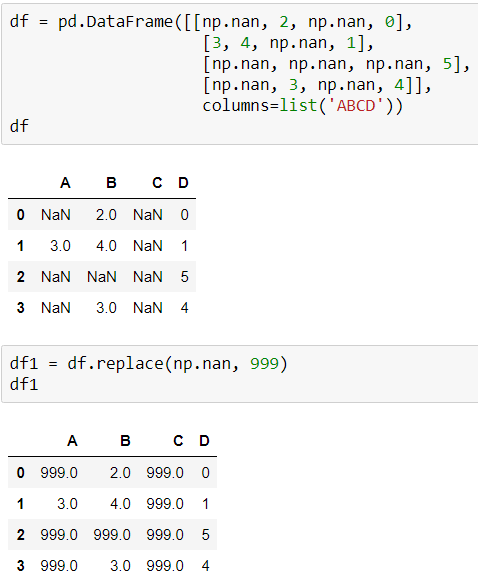 df = pd.DataFrame([[np.nan, 2, np.nan, 0],
[3, 4, np.nan, 1],
[np.nan, np.nan, np.nan, 5],
[np.nan, 3, np.nan, 4]],
columns=list('ABCD'))
df
A B C D
0 NaN 2.0 NaN 0
1 3.0 4.0 NaN 1
2 NaN NaN NaN 5
3 NaN 3.0 NaN 4
df1 = df.replace(np.nan, 999)
df1
A B C D
0 999.0 2.0 999.0 0
1 3.0 4.0 999.0 1
2 999.0 999.0 999.0 5
3 999.0 3.0 999.0 4